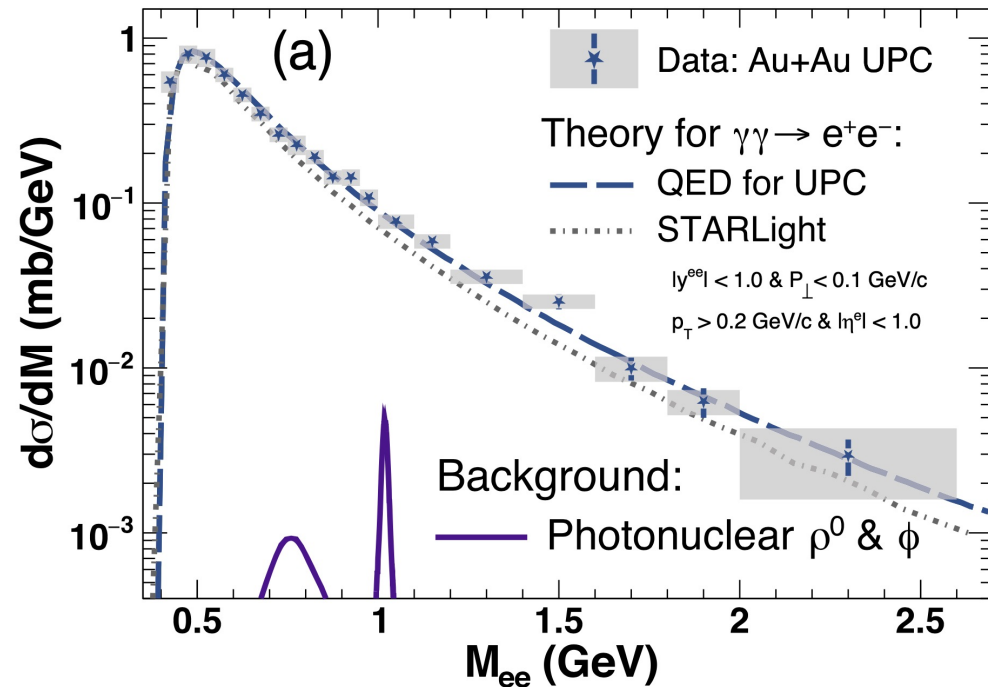 (a)
Data: Au+Au UPC
Theory for γγ→ e⁺e⁻:
QED for UPC
STARLight
|y^ee| < 1.0 & P_⊥ < 0.1 GeV/c
p_T > 0.2 GeV/c & |η^e| < 1.0
Background:
Photonuclear ρ⁰ & ϕ
dσ/dM (mb/GeV)
1
10⁻¹
10⁻²
10⁻³
0.5 1 1.5 2 2.5
M_ee (GeV)